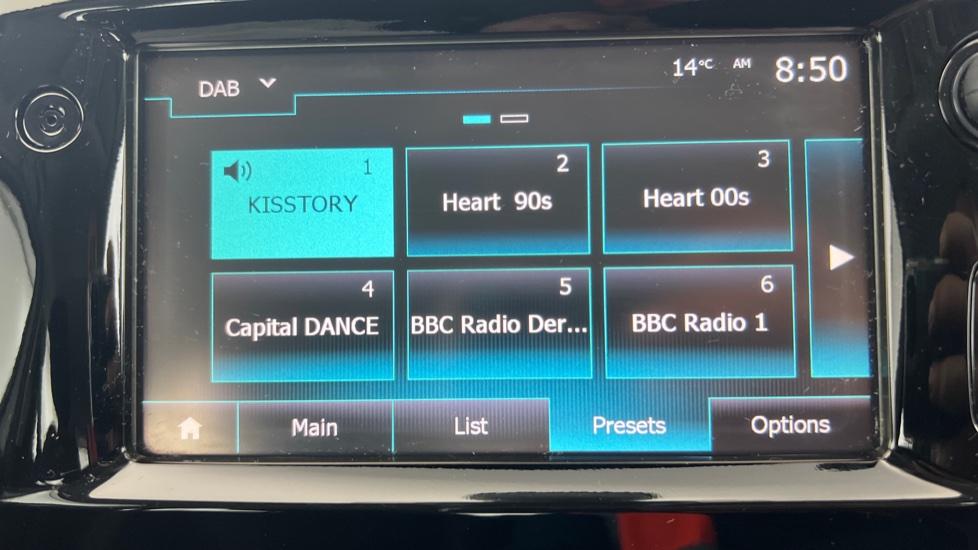 DAB 14°C AM 8:50
1
KISSTORY
2
Heart 90s
3
Heart 00s
4
Capital DANCE
5
BBC Radio Der...
6
BBC Radio 1
Main List Presets Options